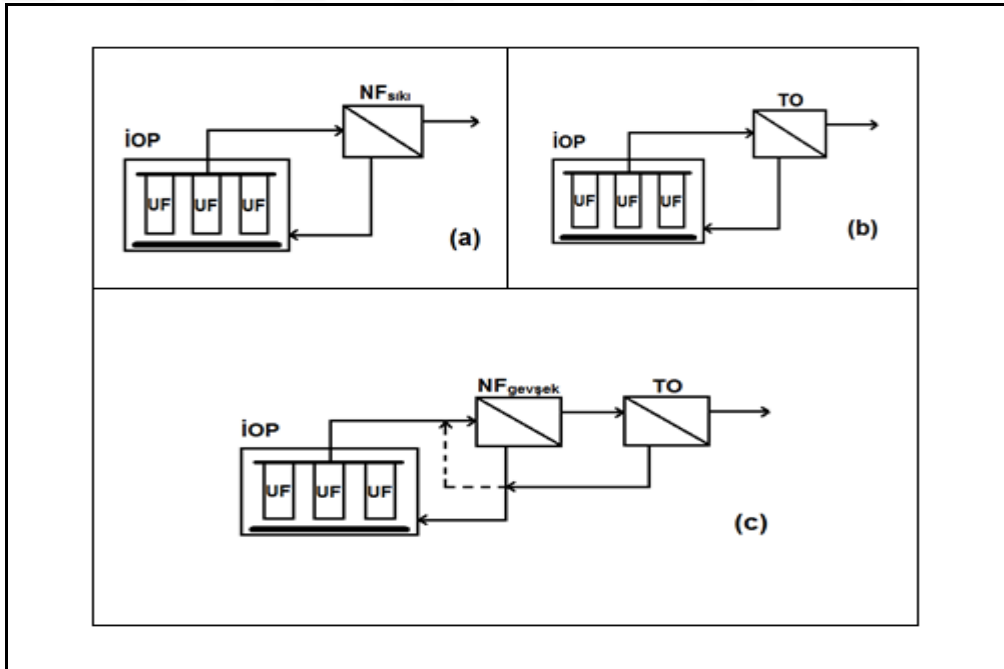 NFsıkı
İOP
UF UF UF
(a)
TO
İOP
UF UF UF
(b)
NFgevşek
TO
İOP
UF UF UF
(c)